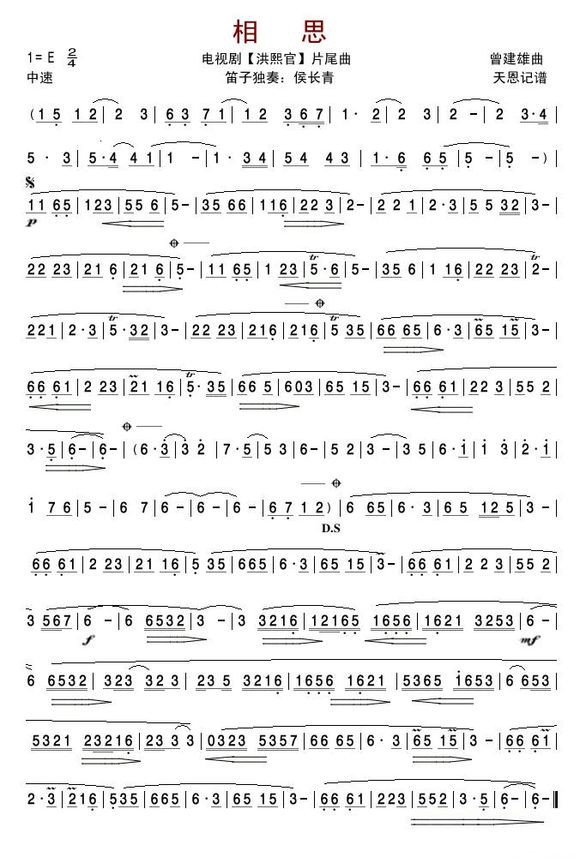 相 思
1=E 2/4 电视剧【洪熙官】片尾曲 曾建雄曲
中速 笛子独奏：侯长青 天恩记谱
(1 5 1 2 | 2 3 | 6 3 7 1 | 1 2 3 6 7 | 1 · 2 | 2 3 | 2 - | 2 3·4 |
5 · 3 | 5·4 4 1 | 1 - | 1· 3 4 | 5 4 4 3 | 1·6 6 5 | 5 - | 5 -) |
p
1 1 6 5 | 1 2 3 | 5 5 6 | 5 - | 3 5 6 6 | 1 1 6 | 2 2 3 | 2 - | 2 2 1 | 2·3 | 5 5 3 2 | 3 - |
2 2 2 3 | 2 1 6 | 2 1 6 | 5 - | 1 1 6 5 | 1 2 3 | tr 5·6 | 5 - | 3 5 6 | 1 1 6 | 2 2 2 3 | tr 2 - |
2 2 1 | 2·3 | tr 5·3 2 | 3 - | 2 2 2 3 | 2 1 6 | 2 1 6 | tr 5 3 5 | 6 6 6 5 | 6·3 | 6 5 1 5 | 3 - |
6 6 6 1 | 2 2 3 | 2 1 1 6 | tr 5· 3 5 | 6 6 5 | 6 0 3 | 6 5 1 5 | 3 - | 6 6 6 1 | 2 2 3 | 5 5 2 |
3·5 | 6 - | 6 - | (6·3 | 3 2 | 7·5 | 5 3 | 6 - | 5 2 | 3 - | 3 5 | 6·1 | 1 3 | 2·1 |
1 7 6 | 5 - | 6 7 | 6 - | 6 - | 6 - | 6 7 1 2) | 6 6 5 | 6·3 | 6 5 1 2 5 | 3 - |
D.S
6 6 6 1 | 2 2 3 | 2 1 1 6 | 5 3 5 | 6 6 5 | 6·3 | 6 5 1 5 | 3 - | 6 6 6 1 | 2 2 3 | 5 5 2 |
3 5 6 7 | 6 - | 6 6 5 3 2 | 3 - | 3 2 3 | 3 2 1 6 | 1 2 1 6 5 | 1 6 5 6 | 1 6 2 1 3 2 5 3 | 6 - |
f mf
6 6 5 3 2 | 3 2 3 | 3 2 3 | 2 3 5 3 2 1 6 | 1 6 1 2 3 2 1 | 5 3 6 5 1 6 5 3 | 6 6 5 3 |
5 3 2 1 2 3 2 1 6 | 2 3 3 3 | 0 3 2 3 5 3 5 7 | 6 6 6 5 | 6·3 | 6 5 1 5 | 3 - | 6 6 6 1 |
2·3 | 2 1 6 | 5 3 5 | 6 6 5 | 6·3 | 6 5 1 5 | 3 - | 6 6 6 1 | 2 2 3 | 5 5 2 | 3·5 | 6 - | 6 - ‖